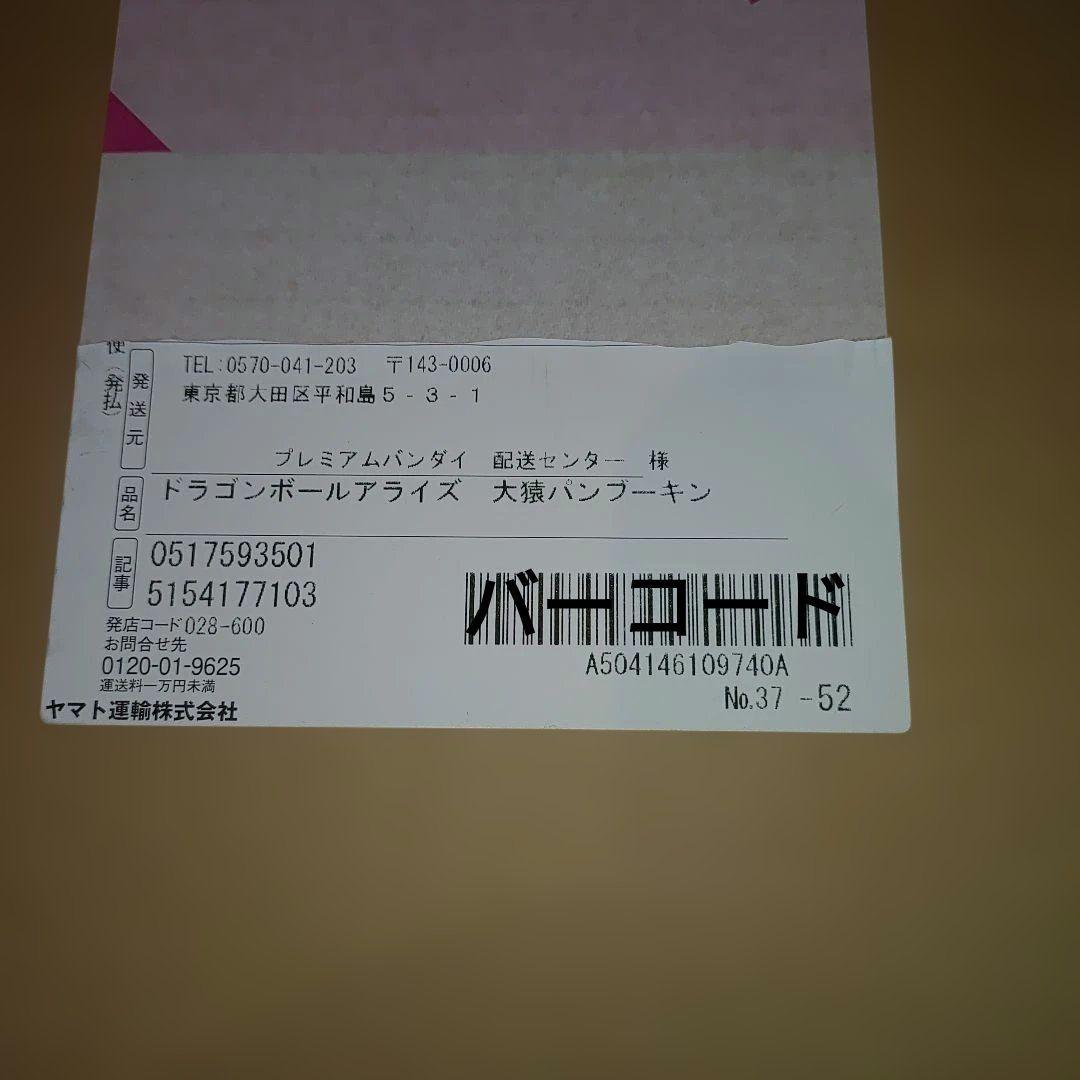 便
（発払）
発送元
TEL:0570-041-203 〒143-0006
東京都大田区平和島5-3-1
プレミアムバンダイ 配送センター 様
品名
ドラゴンボールアライズ 大猿パンブーキン
記事
0517593501
5154177103
発店コード028-600
お問合せ先
0120-01-9625
運送料一万円未満
ヤマト運輸株式会社
バーコード
A504146109740A
No.37 -52